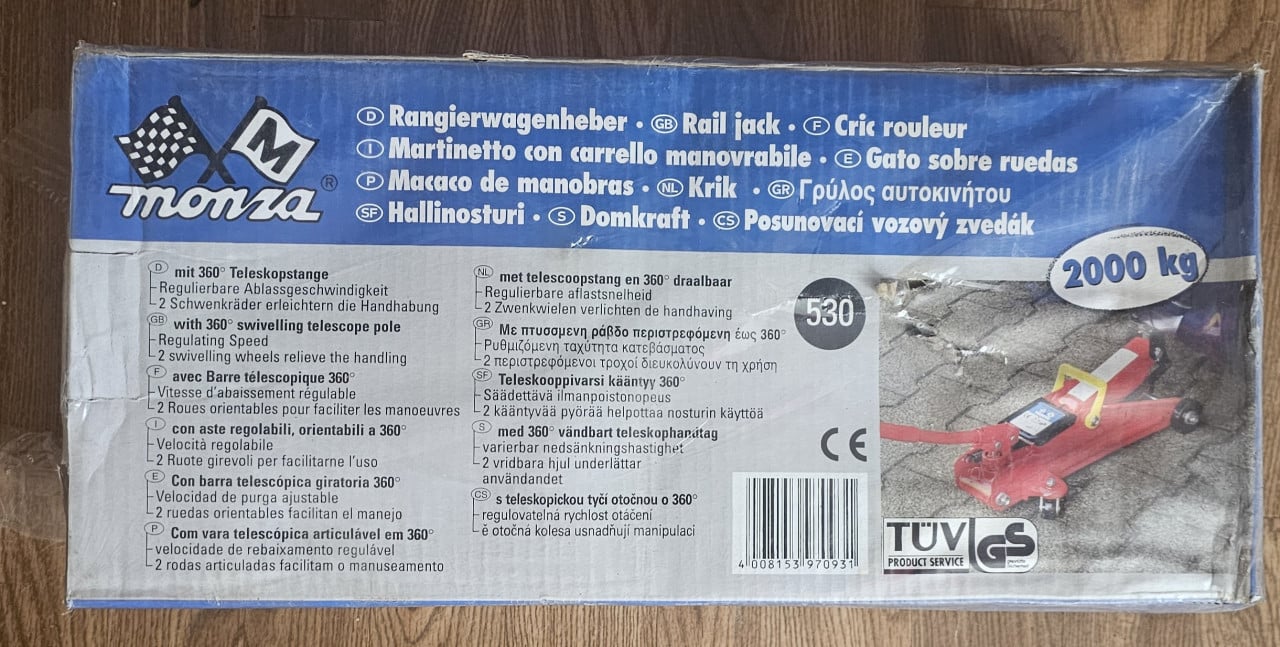 M
monza ®
D Rangierwagenheber • GB Rail jack • F Cric rouleur
I Martinetto con carrello manovrabile • E Gato sobre ruedas
P Macaco de manobras • NL Krik • GR Γρύλος αυτοκινήτου
SF Hallinosturi • S Domkraft • CS Posunovací vozový zvedák
2000 kg
D mit 360° Teleskopstange
Regulierbare Ablassgeschwindigkeit
2 Schwenkräder erleichtern die Handhabung
GB with 360° swivelling telescope pole
Regulating Speed
2 swivelling wheels relieve the handling
F avec Barre télescopique 360°
Vitesse d'abaissement régulable
2 Roues orientables pour faciliter les manoeuvres
I con aste regolabili, orientabili a 360°
Velocità regolabile
2 Ruote girevoli per facilitarne l'uso
E Con barra telescópica giratoria 360°
Velocidad de purga ajustable
2 ruedas orientables facilitan el manejo
P Com vara telescópica articulável em 360°
velocidade de rebaixamento regulável
2 rodas articuladas facilitam o manuseamento
NL met telescoopstang en 360° draalbaar
Regulierbare aflastsnelheid
2 Zwenkwielen verlichten de handhaving
GR Με πτυσσμενη ράβδο περιστρεφόμενη έως 360°
Ρυθμιζόμενη ταχύτητα κατεβάσματος
2 περιστρεφόμενοι τροχοί διευκολύνουν τη χρήση
SF Teleskooppivarsi kääntyy 360°
Säädettävä ilmanpoistonopeus
2 kääntyvää pyörää helpottaa nosturin käyttöä
S med 360° vändbart teleskophandtag
varierbar nedsänkningshastighet
2 vridbara hjul underlättar
användandet
CS s teleskopickou tyčí otočnou o 360°
regulovatelná rychlost otáčení
ě otočná kolesa usnadňují manipulaci
530
CE
4 008153 970931
TÜV
PRODUCT SERVICE
GS